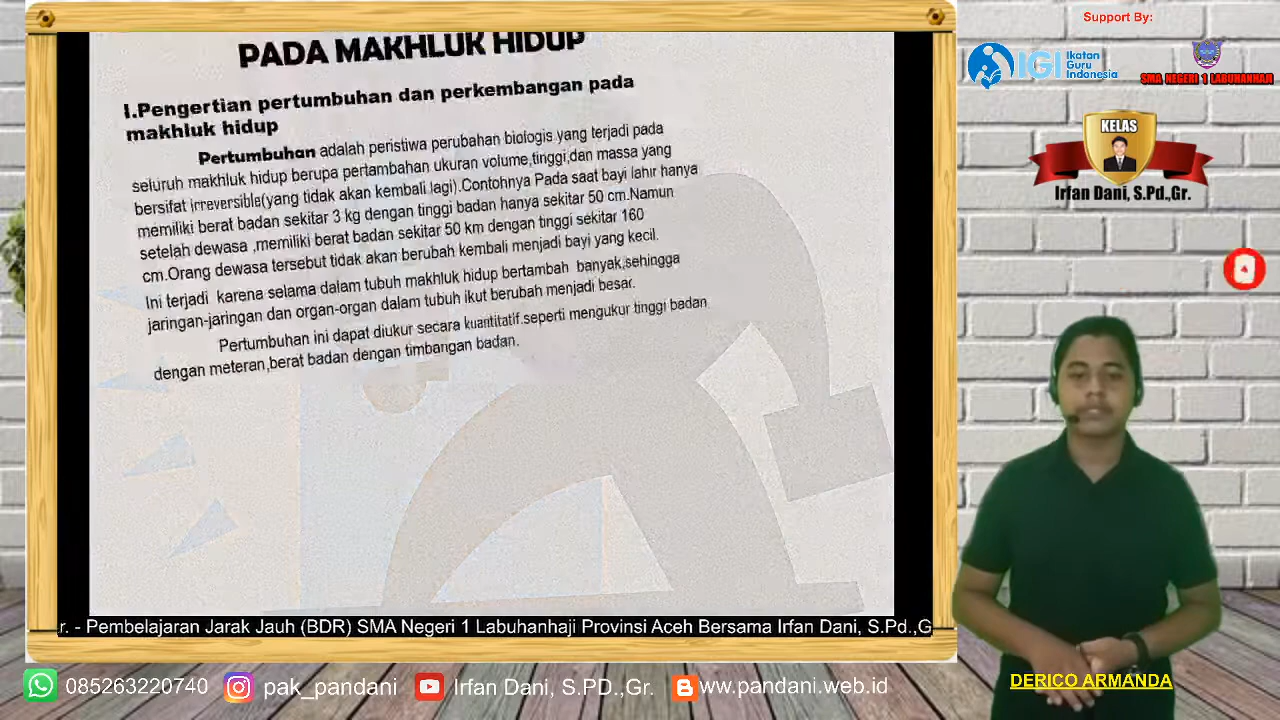 Support By:
IGI Ikatan
Guru
Indonesia
SMA NEGERI 1 LABUHANHAJI
KELAS
Irfan Dani, S.Pd.,Gr.
PADA MAKHLUK HIDUP
I.Pengertian pertumbuhan dan perkembangan pada
makhluk hidup
Pertumbuhan adalah peristiwa perubahan biologis.yang terjadi pada
seluruh makhluk hidup berupa pertambahan ukuran volume,tinggi,dan massa yang
bersifat irreversible(yang tidak akan kembali lagi).Contohnya Pada saat bayi lahir hanya
memiliki berat badan sekitar 3 kg dengan tinggi badan hanya sekitar 50 cm.Namun
setelah dewasa ,memiliki berat badan sekitar 50 km dengan tinggi sekitar 160
cm.Orang dewasa tersebut tidak akan berubah kembali menjadi bayi yang kecil.
Ini terjadi karena selama dalam tubuh makhluk hidup bertambah banyak,sehingga
jaringan-jaringan dan organ-organ dalam tubuh ikut berubah menjadi besar.
Pertumbuhan ini dapat diukur secara kuantitatif.seperti mengukur tinggi badan
dengan meteran,berat badan dengan timbangan badan.
r. - Pembelajaran Jarak Jauh (BDR) SMA Negeri 1 Labuhanhaji Provinsi Aceh Bersama Irfan Dani, S.Pd.,G
085263220740 pak_pandani Irfan Dani, S.PD.,Gr. ww.pandani.web.id
DERICO ARMANDA